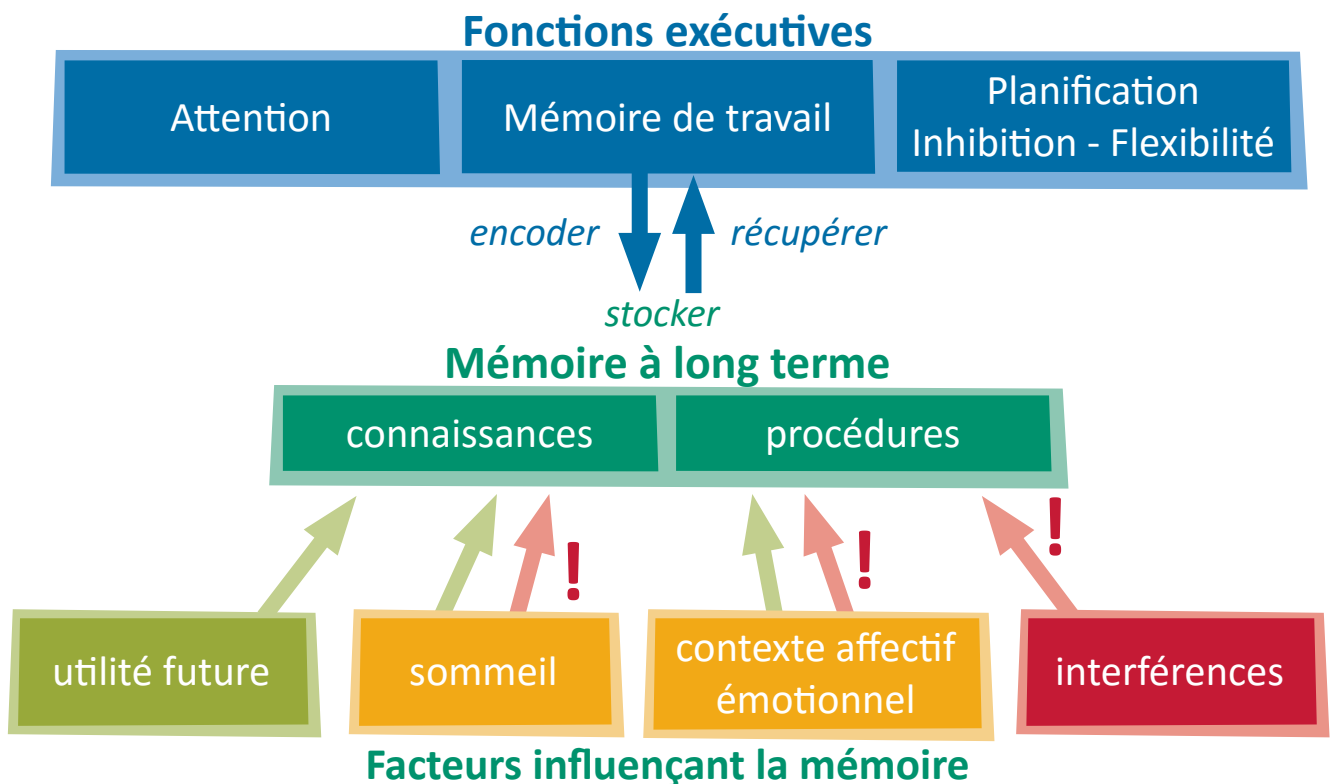 Fonctions exécutives
Attention
Mémoire de travail
Planification
Inhibition - Flexibilité
encoder
récupérer
stocker
Mémoire à long terme
connaissances
procédures
!
!
!
utilité future
sommeil
contexte affectif
émotionnel
interférences
Facteurs influençant la mémoire